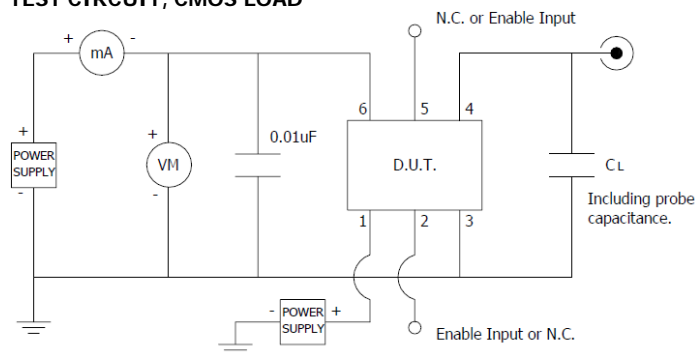 TEST CIRCUIT, CMOS LOAD
N.C. or Enable Input
+ mA -
6 5 4
+
POWER
SUPPLY
-
+
VM
-
0.01uF
D.U.T.
CL
Including probe
capacitance.
1 2 3
- POWER +
SUPPLY
Enable Input or N.C.